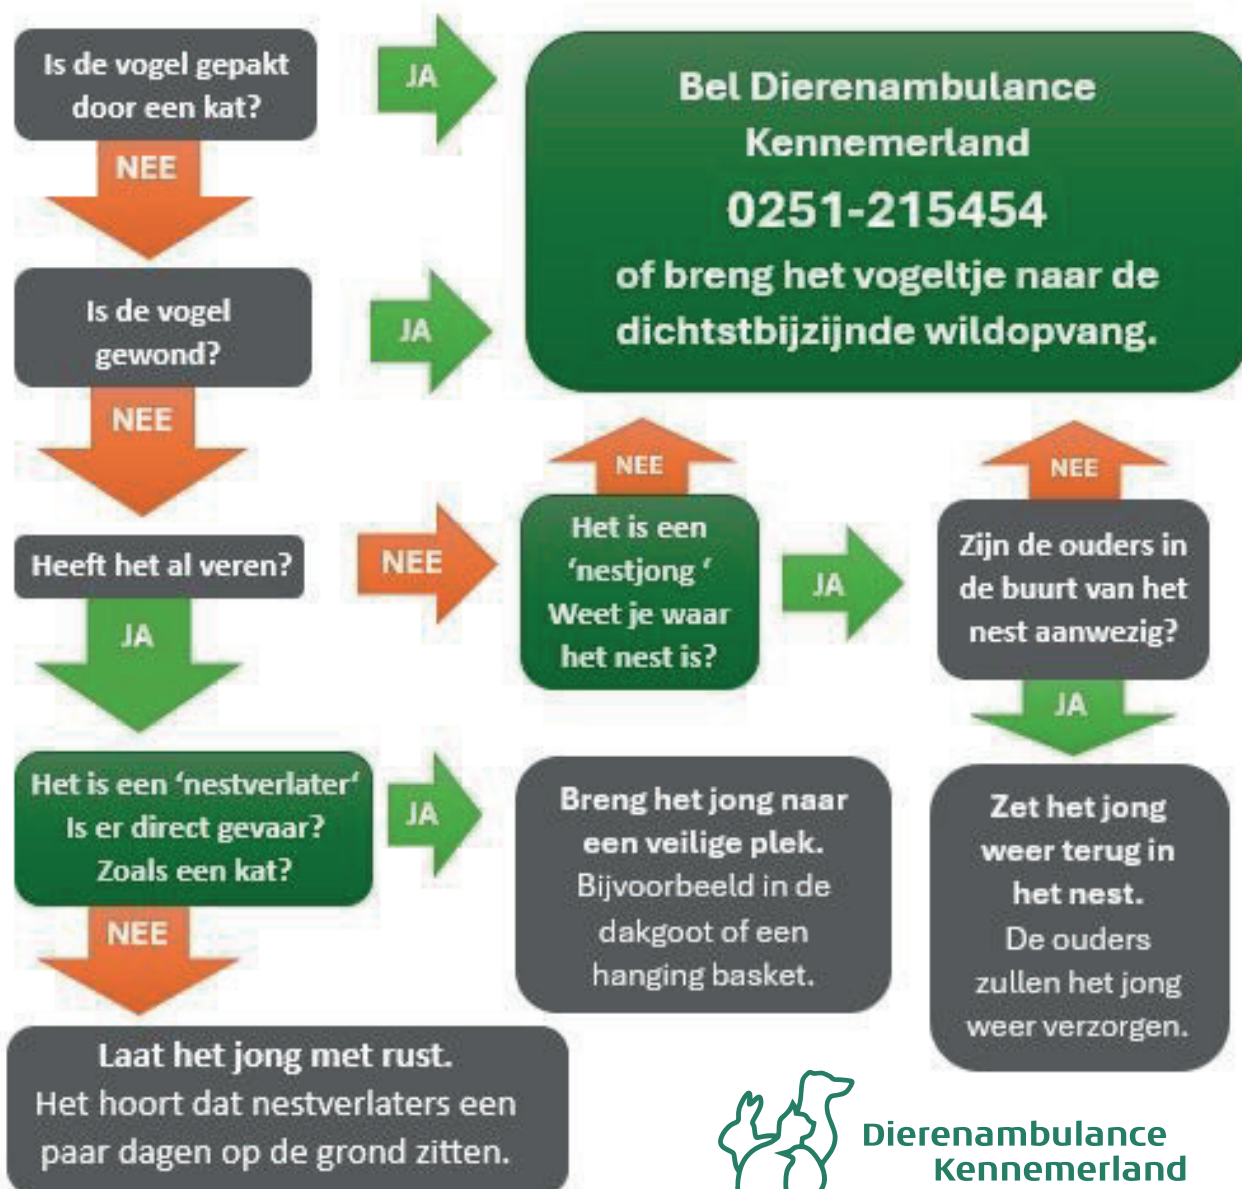 Is de vogel gepakt
door een kat?
JA
Bel Dierenambulance
Kennemerland
0251-215454
of breng het vogeltje naar de
dichtstbijzijnde wildopvang.
NEE
Is de vogel
gewond?
JA
NEE
Heeft het al veren?
NEE
Het is een
‘nestjong ‘
Weet je waar
het nest is?
NEE
JA
Zijn de ouders in
de buurt van het
nest aanwezig?
NEE
JA
JA
Het is een ‘nestverlater‘
Is er direct gevaar?
Zoals een kat?
JA
Breng het jong naar
een veilige plek.
Bijvoorbeeld in de
dakgoot of een
hanging basket.
Zet het jong
weer terug in
het nest.
De ouders
zullen het jong
weer verzorgen.
NEE
Laat het jong met rust.
Het hoort dat nestverlaters een
paar dagen op de grond zitten.
Dierenambulance
Kennemerland